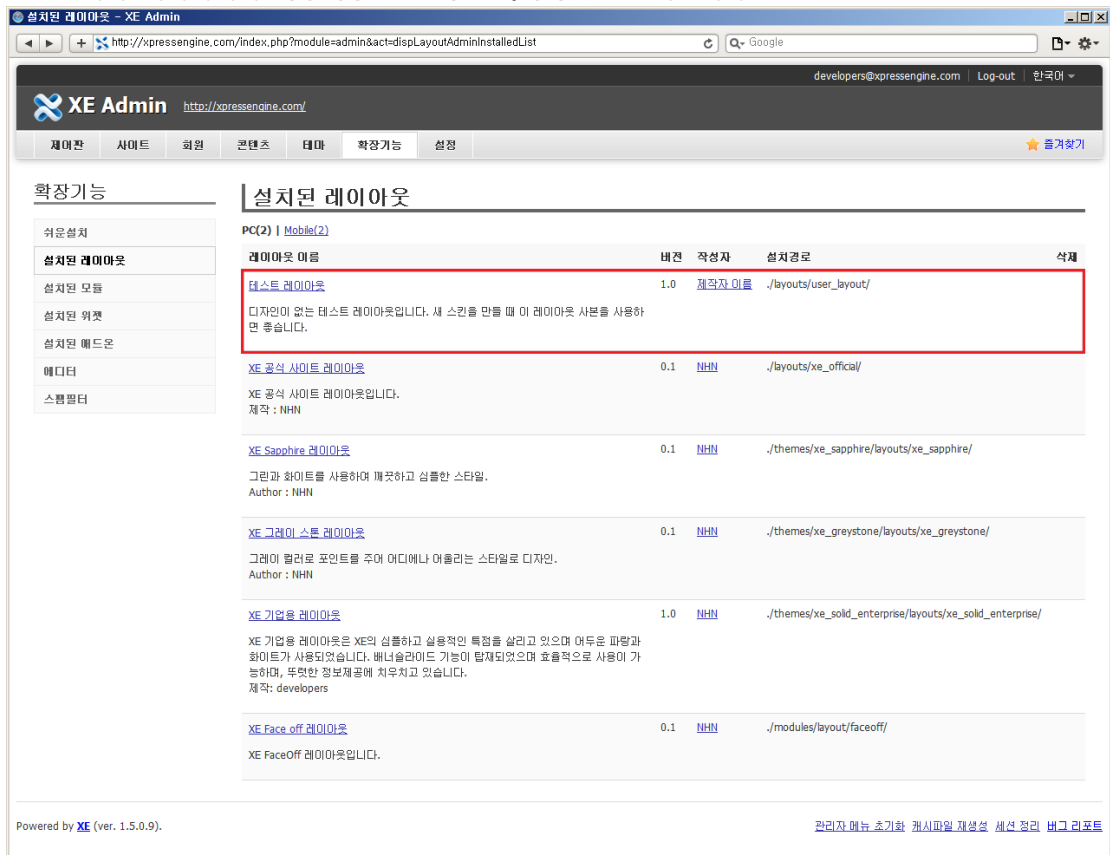 설치된 레이아웃 - XE Admin
http://xpressengine.com/index.php?module=admin&act=dispLayoutAdminInstalledList
Google
developers@xpressengine.com | Log-out | 한국어
XE Admin http://xpressengine.com/
제어판 사이트 회원 콘텐츠 테마 확장기능 설정 즐겨찾기
확장기능
쉬운설치
설치된 레이아웃
설치된 모듈
설치된 위젯
설치된 애드온
에디터
스팸필터
설치된 레이아웃
PC(2) | Mobile(2)
레이아웃 이름 버전 작성자 설치경로 삭제
테스트 레이아웃 1.0 제작자 이름 ./layouts/user_layout/
디자인이 없는 테스트 레이아웃입니다. 새 스킨을 만들 때 이 레이아웃 사본을 사용하
면 좋습니다.
XE 공식 사이트 레이아웃 0.1 NHN ./layouts/xe_official/
XE 공식 사이트 레이아웃입니다.
제작 : NHN
XE Sapphire 레이아웃 0.1 NHN ./themes/xe_sapphire/layouts/xe_sapphire/
그린과 화이트를 사용하여 깨끗하고 심플한 스타일.
Author : NHN
XE 그레이 스톤 레이아웃 0.1 NHN ./themes/xe_greystone/layouts/xe_greystone/
그레이 컬러로 포인트를 주어 어디에나 어울리는 스타일로 디자인.
Author : NHN
XE 기업용 레이아웃 1.0 NHN ./themes/xe_solid_enterprise/layouts/xe_solid_enterprise/
XE 기업용 레이아웃은 XE의 심플하고 실용적인 특점을 살리고 있으며 어두운 파랑과
화이트가 사용되었습니다. 배너슬라이드 기능이 탑재되었으며 효율적으로 사용이 가
능하며, 뚜렷한 정보제공에 치우치고 있습니다.
제작: developers
XE Face off 레이아웃 0.1 NHN ./modules/layout/faceoff/
XE FaceOff 레이아웃입니다.
Powered by XE (ver. 1.5.0.9). 관리자 메뉴 초기화 캐시파일 재생성 세션 정리 버그 리포트